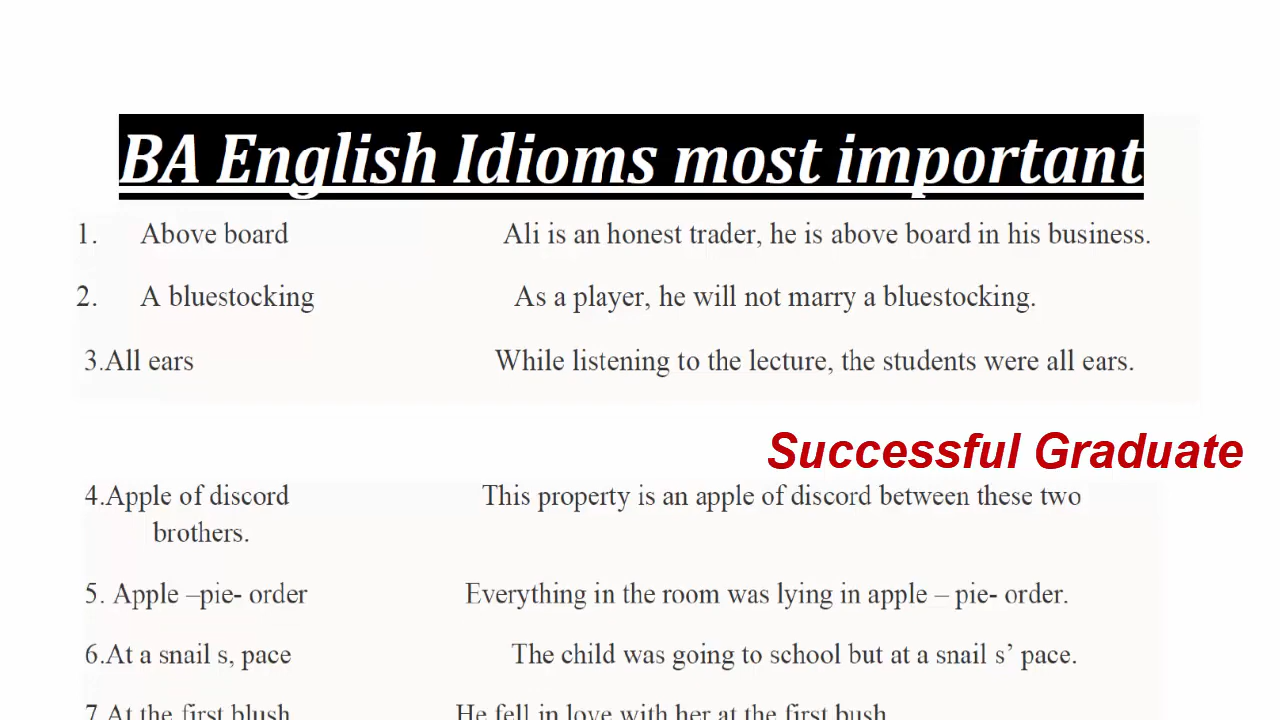 BA English Idioms most important
1. Above board Ali is an honest trader, he is above board in his business.
2. A bluestocking As a player, he will not marry a bluestocking.
3.All ears While listening to the lecture, the students were all ears.
Successful Graduate
4.Apple of discord This property is an apple of discord between these two
brothers.
5. Apple –pie- order Everything in the room was lying in apple – pie- order.
6.At a snail s, pace The child was going to school but at a snail s’ pace.
7.At the first blush He fell in love with her at the first bush